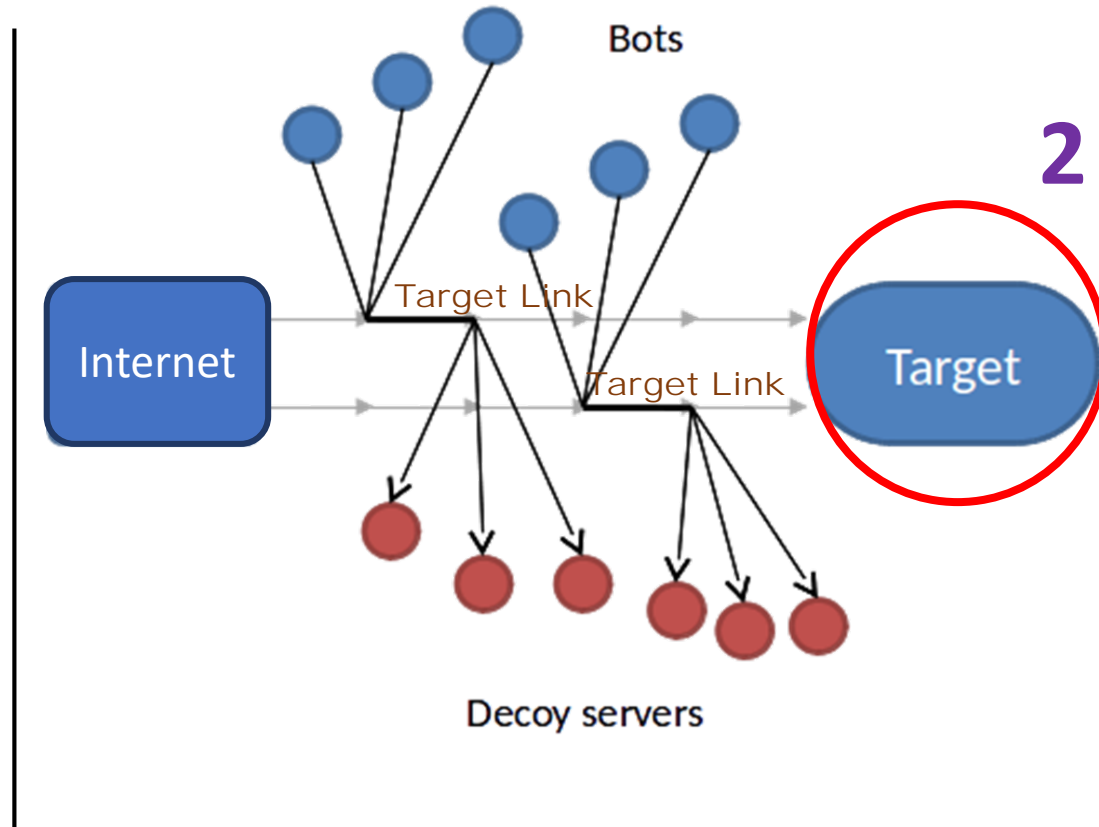 Bots
2
Target Link
Internet
Target
Target Link
Decoy servers